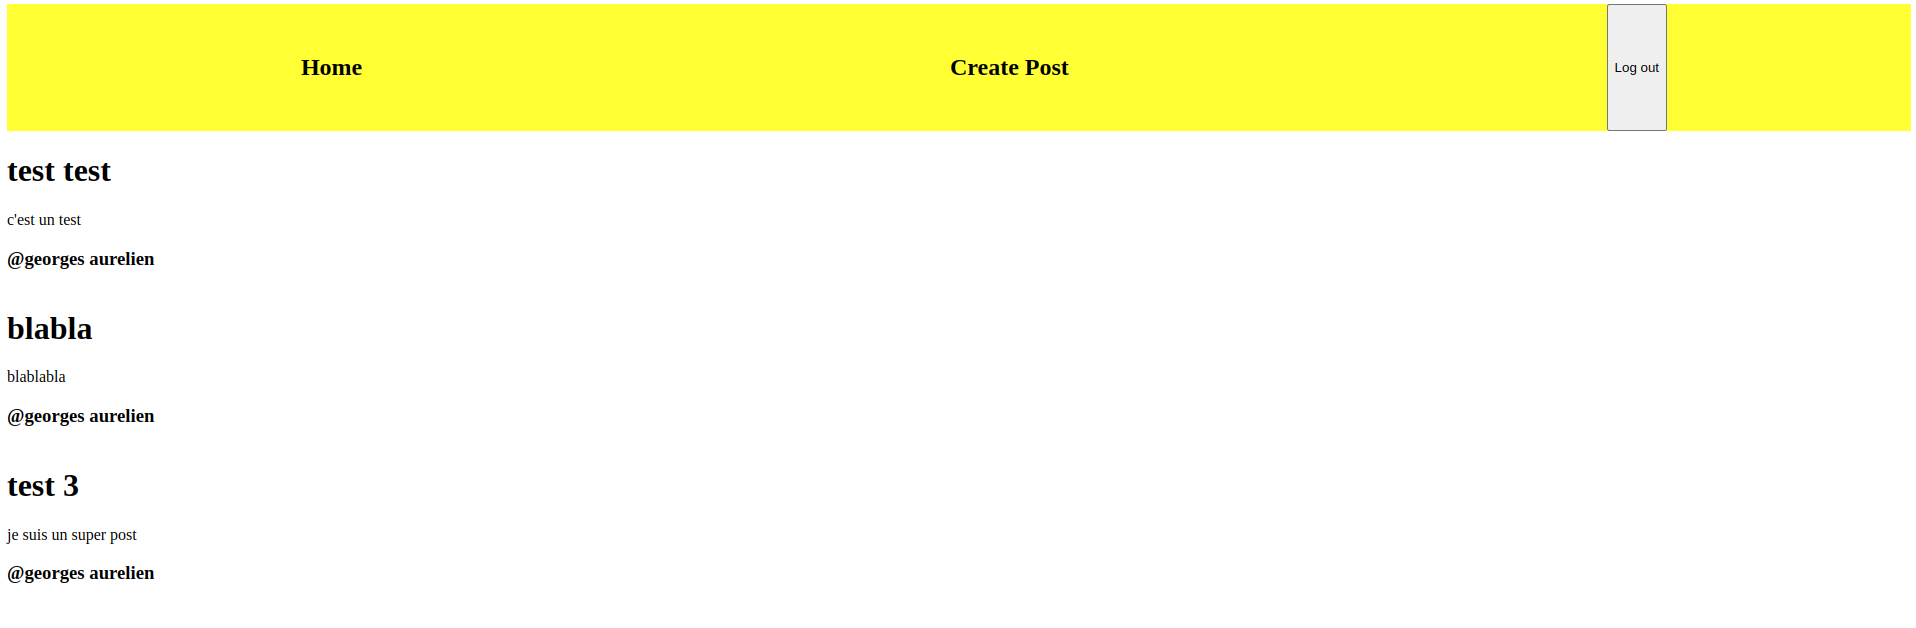 Home
Create Post
Log out
test test
c'est un test
@georges aurelien
blabla
blablabla
@georges aurelien
test 3
je suis un super post
@georges aurelien